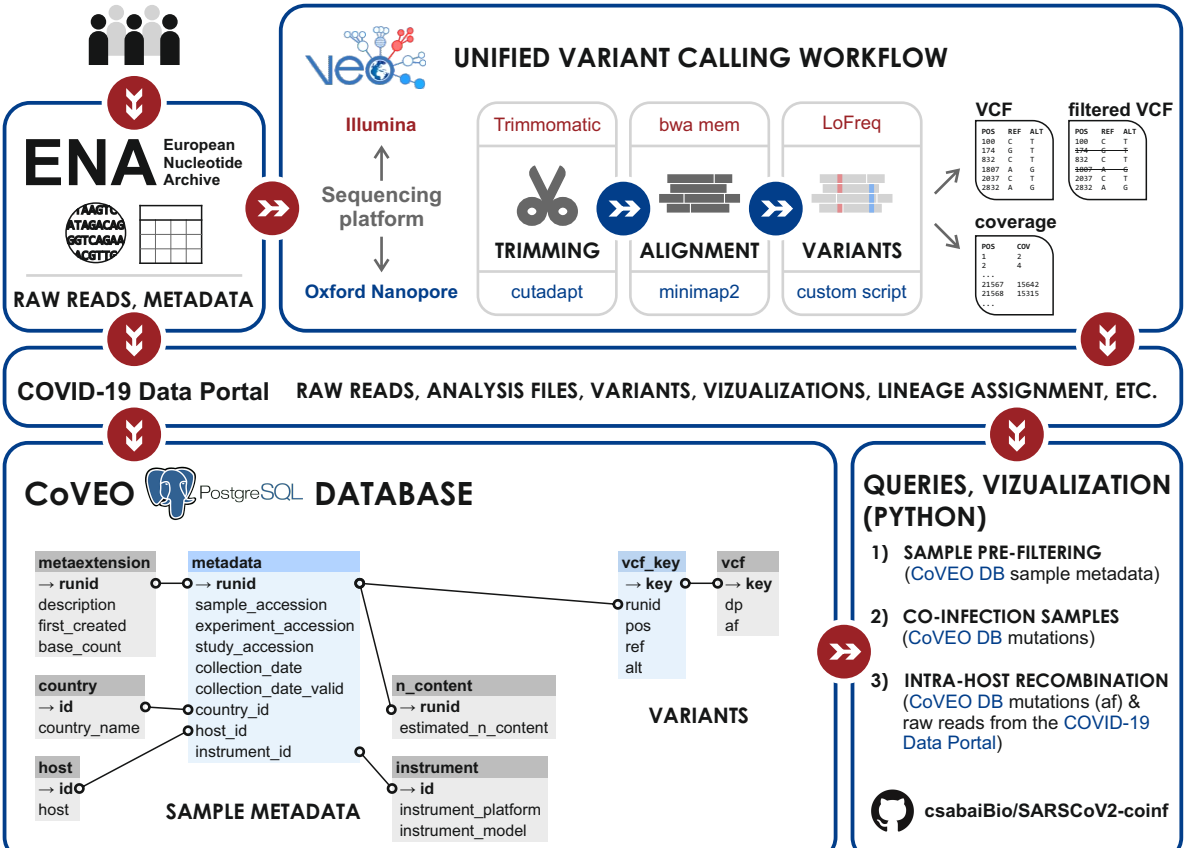 VEO
UNIFIED VARIANT CALLING WORKFLOW
ENA
European
Nucleotide
Archive
TAAGTC
ATAGACAG
GGTCAGAA
ACGTTG
RAW READS, METADATA
Illumina
Sequencing
platform
Oxford Nanopore
Trimmomatic
TRIMMING
cutadapt
bwa mem
ALIGNMENT
minimap2
LoFreq
VARIANTS
custom script
VCF
POS REF ALT
100 C T
174 G T
832 C T
1807 A G
2037 C T
2832 A G
filtered VCF
POS REF ALT
100 C T
174 G T
832 C T
1807 A G
2037 C T
2832 A G
coverage
POS COV
1 2
2 4
...
21567 15642
21568 15315
...
COVID-19 Data Portal
RAW READS, ANALYSIS FILES, VARIANTS, VIZUALIZATIONS, LINEAGE ASSIGNMENT, ETC.
CoVEO PostgreSQL DATABASE
metaextension
→ runid
description
first_created
base_count
country
→ id
country_name
host
→ id
host
metadata
→ runid
sample_accession
experiment_accession
study_accession
collection_date
collection_date_valid
country_id
host_id
instrument_id
SAMPLE METADATA
n_content
→ runid
estimated_n_content
instrument
→ id
instrument_platform
instrument_model
vcf_key
→ key
runid
pos
ref
alt
vcf
→ key
dp
af
VARIANTS
QUERIES, VIZUALIZATION
(PYTHON)
1) SAMPLE PRE-FILTERING
(CoVEO DB sample metadata)
2) CO-INFECTION SAMPLES
(CoVEO DB mutations)
3) INTRA-HOST RECOMBINATION
(CoVEO DB mutations (af) &
raw reads from the COVID-19
Data Portal)
csabaiBio/SARSCoV2-coinf